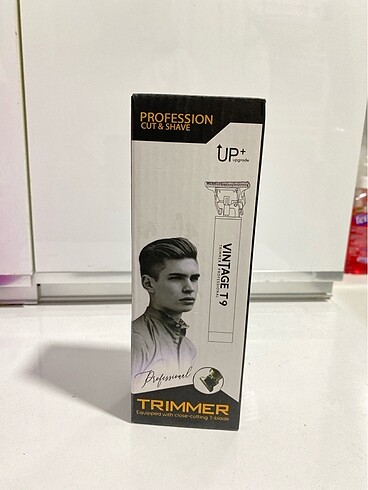 PROFESSION
CUT & SHAVE
UP+
upgrade
VINTAGE T9
Professional
TRIMMER
Equipped with close-cutting T-blade